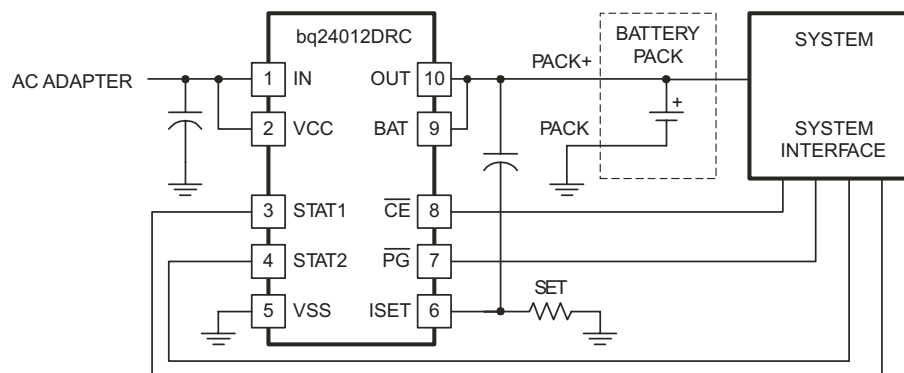 bq24012DRC
BATTERY
PACK
SYSTEM
AC ADAPTER
1 IN
OUT 10
PACK+
+
2 VCC
BAT 9
PACK
SYSTEM
INTERFACE
3 STAT1
CE 8
4 STAT2
PG 7
SET
5 VSS
ISET 6